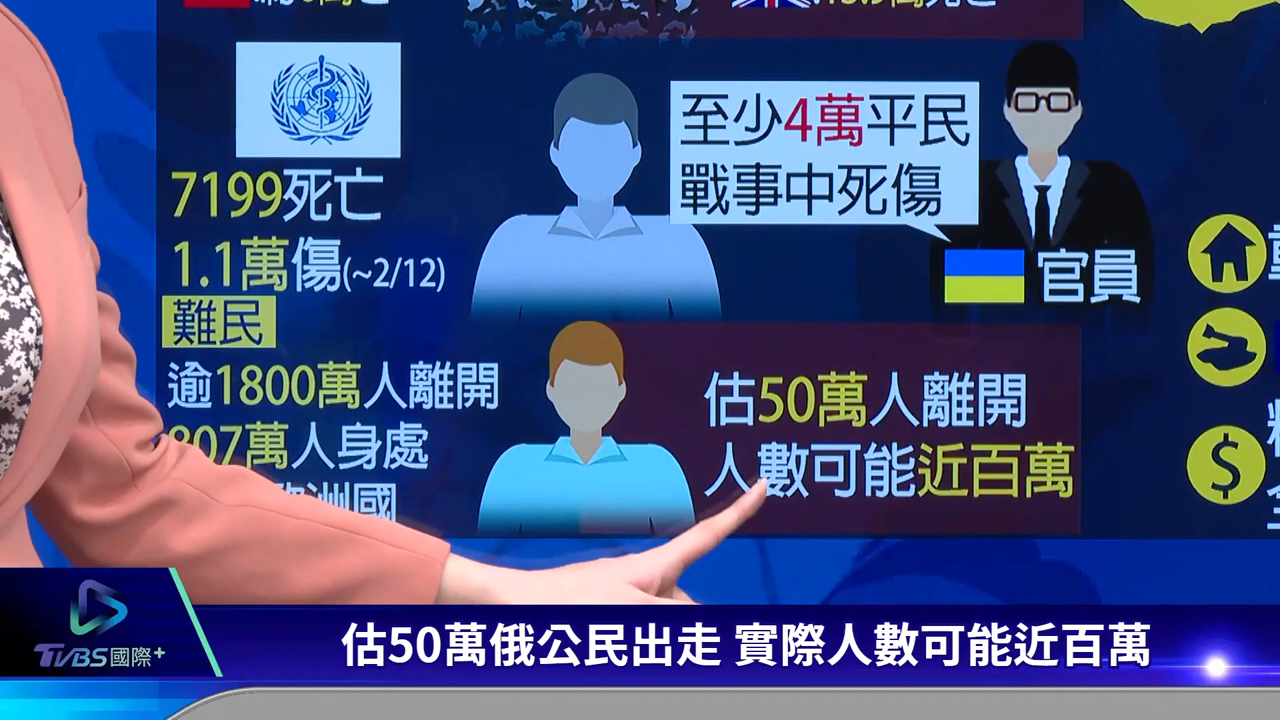 7199死亡
1.1萬傷(~2/12)
難民
逾1800萬人離開
807萬人身處
至少4萬平民
戰事中死傷
官員
估50萬人離開
人數可能近百萬
TVBS國際+
估50萬俄公民出走 實際人數可能近百萬